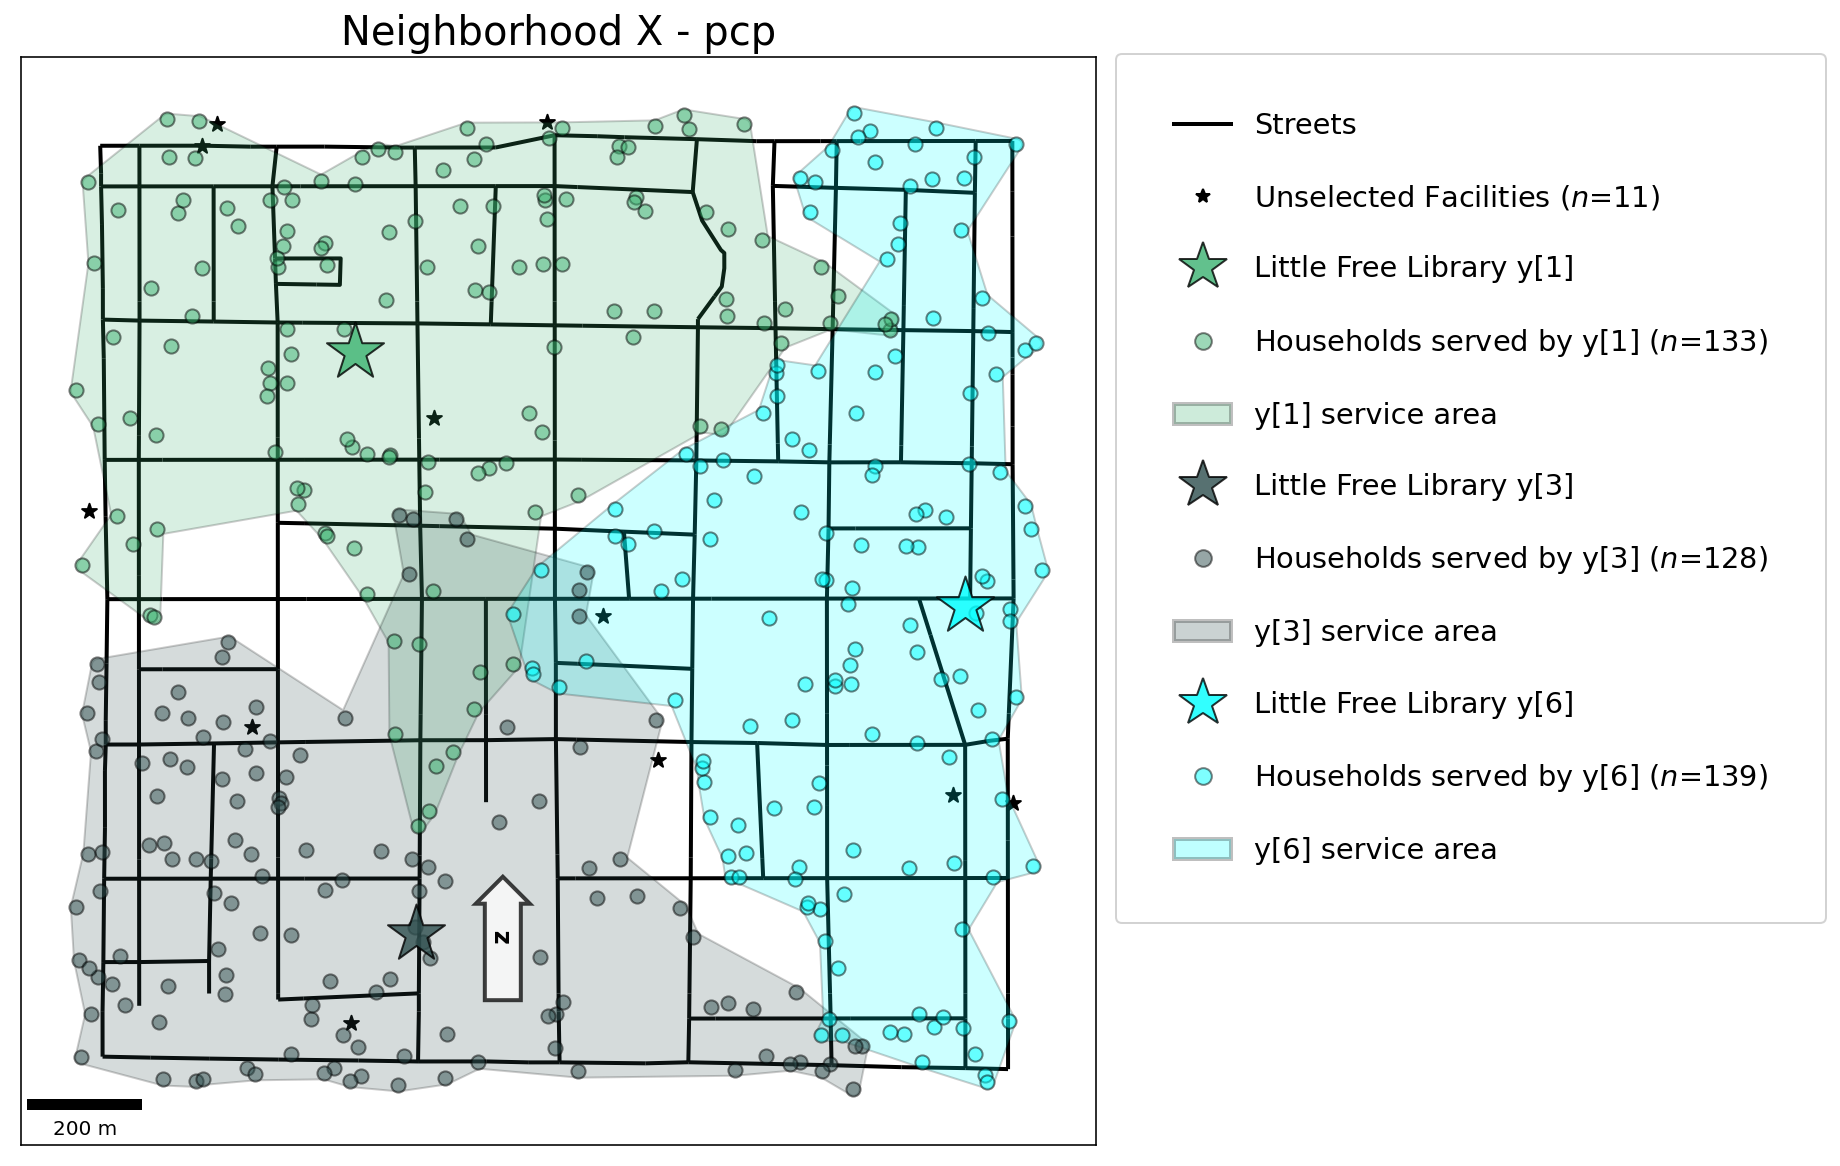 Neighborhood X - pcp
Streets
Unselected Facilities (n=11)
Little Free Library y[1]
Households served by y[1] (n=133)
y[1] service area
Little Free Library y[3]
Households served by y[3] (n=128)
y[3] service area
Little Free Library y[6]
Households served by y[6] (n=139)
y[6] service area
N
200 m